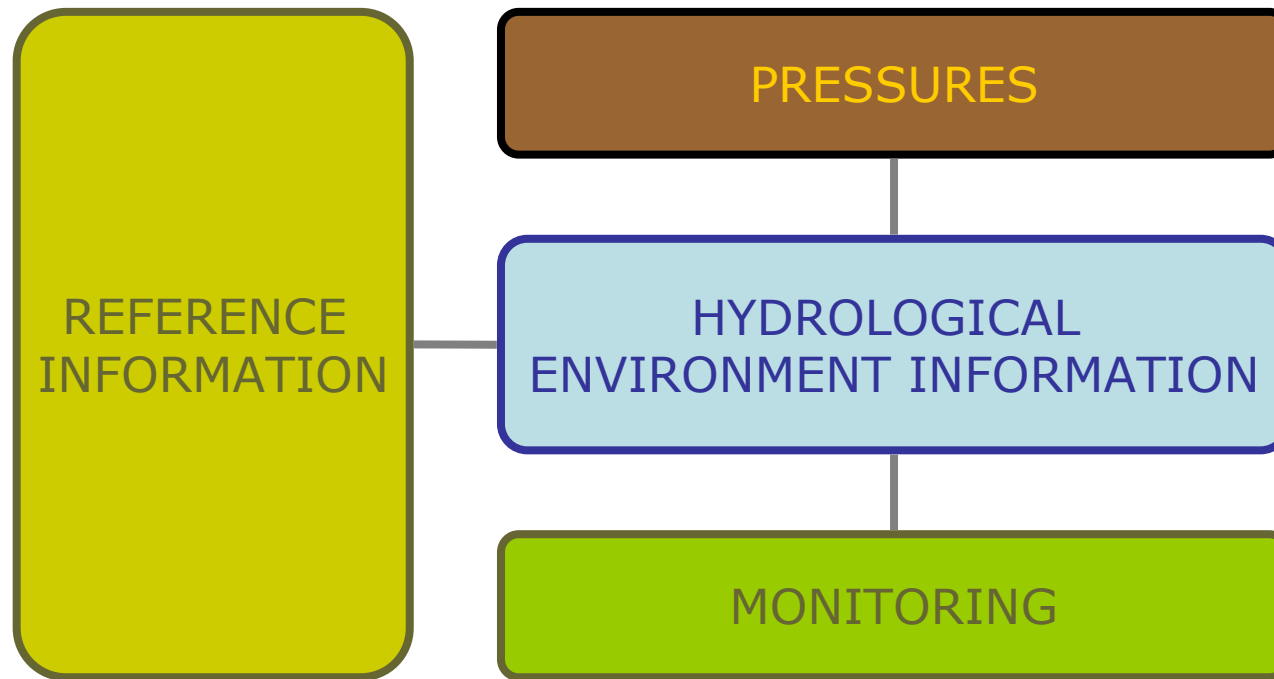 REFERENCE
INFORMATION
PRESSURES
HYDROLOGICAL
ENVIRONMENT INFORMATION
MONITORING